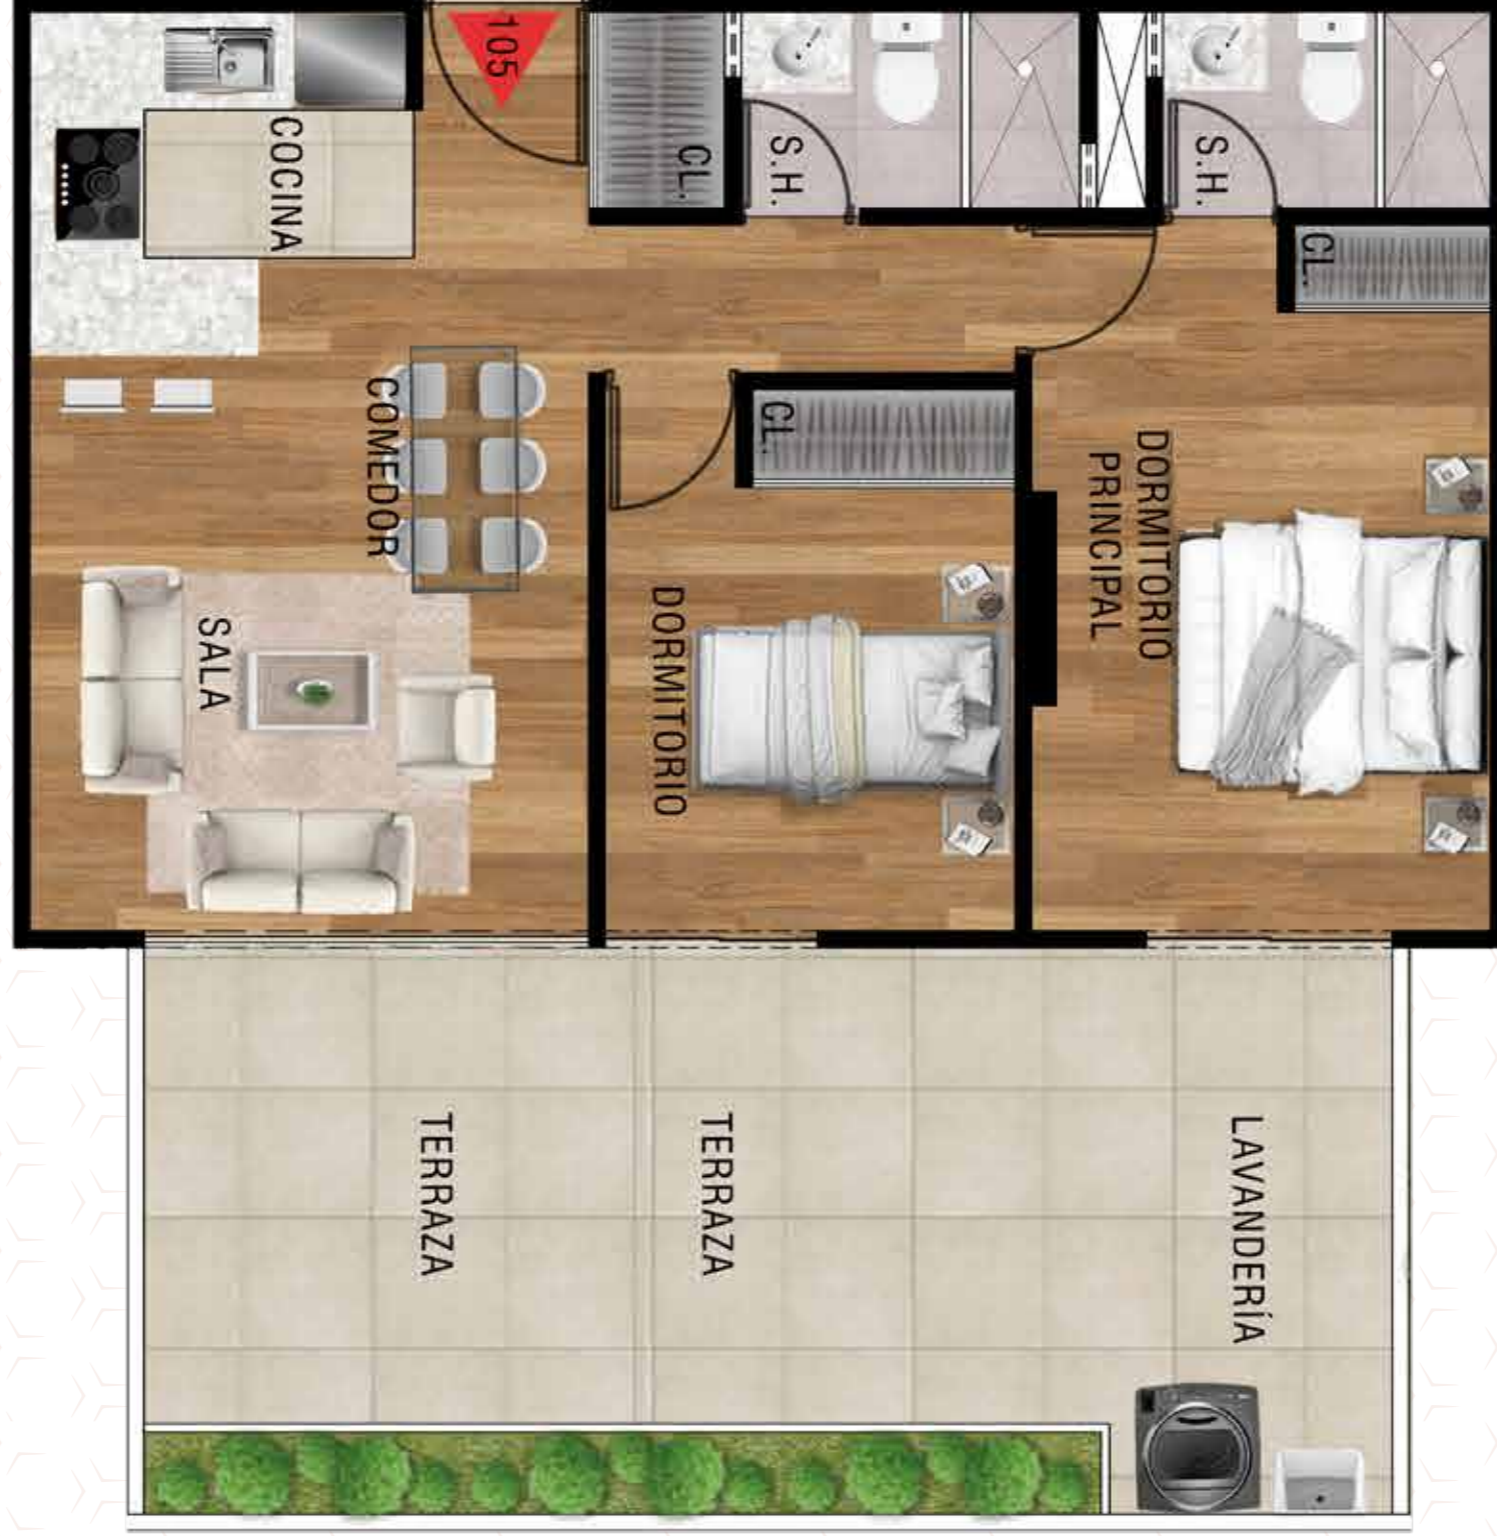 105
COCINA
CL.
S.H.
S.H.
CL.
COMEDOR
CL.
DORMITORIO
PRINCIPAL
SALA
DORMITORIO
TERRAZA
TERRAZA
LAVANDERÍA